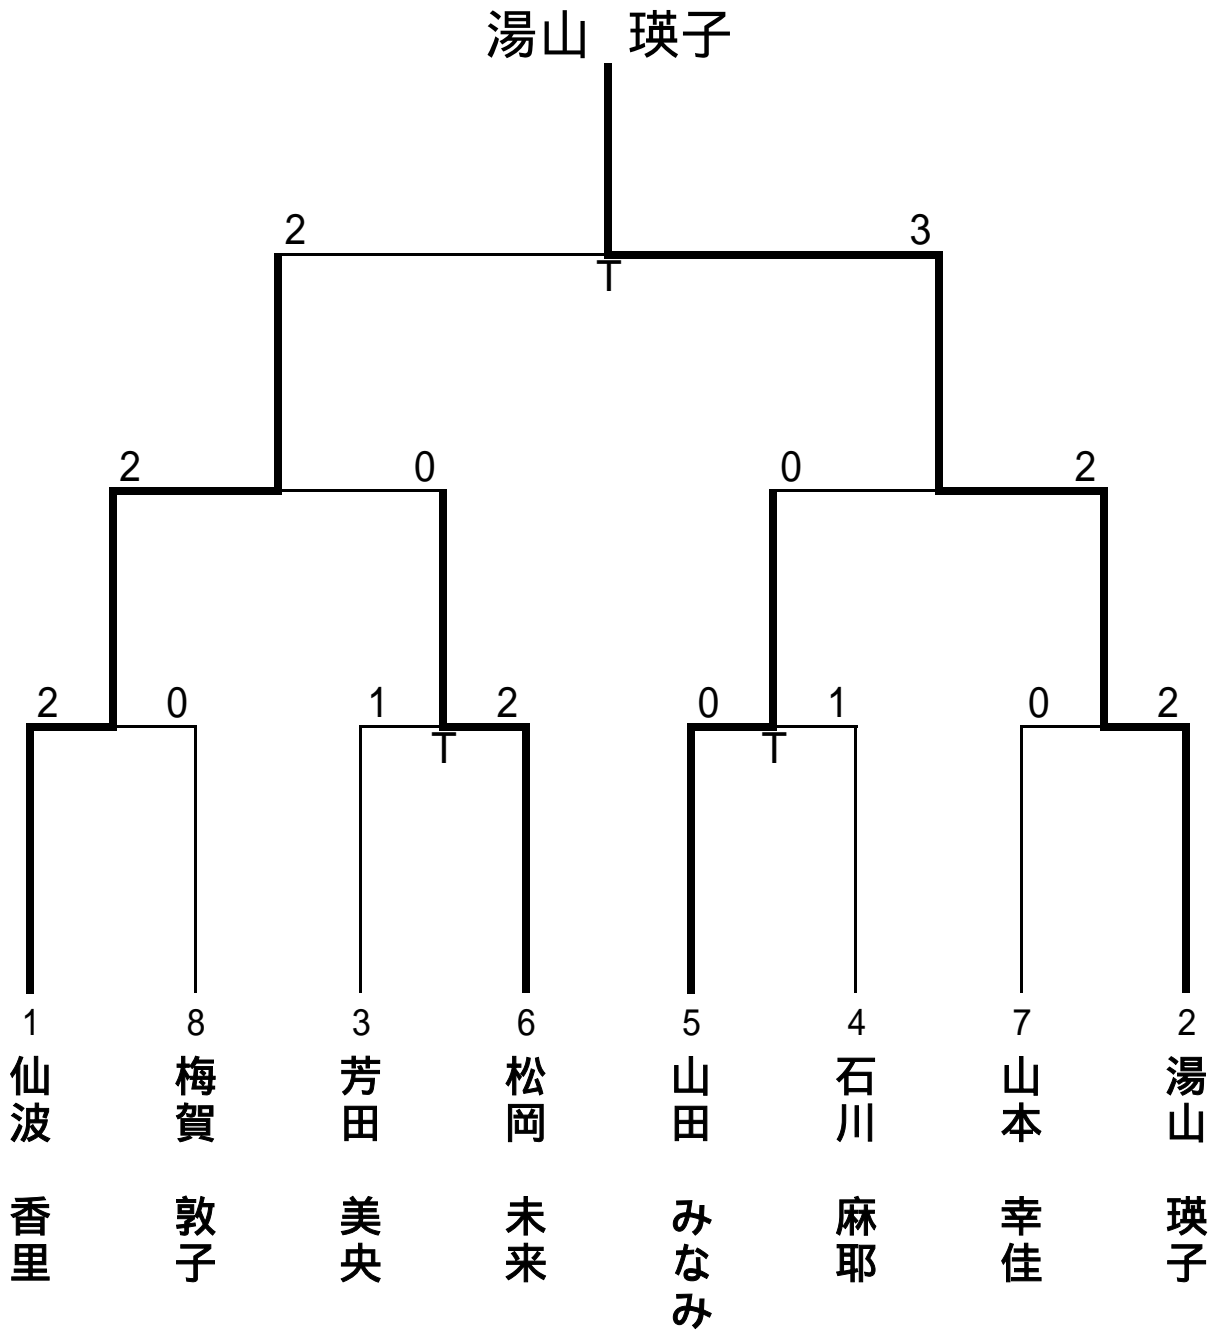 湯山　瑛子
2 3
T
2 0 0 2
2 0 1 2 0 1 0 2
T T
1 8 3 6 5 4 7 2
仙波　香里
梅賀　敦子
芳田　美央
松岡　未来
山田　みなみ
石川　麻耶
山本　幸佳
湯山　瑛子